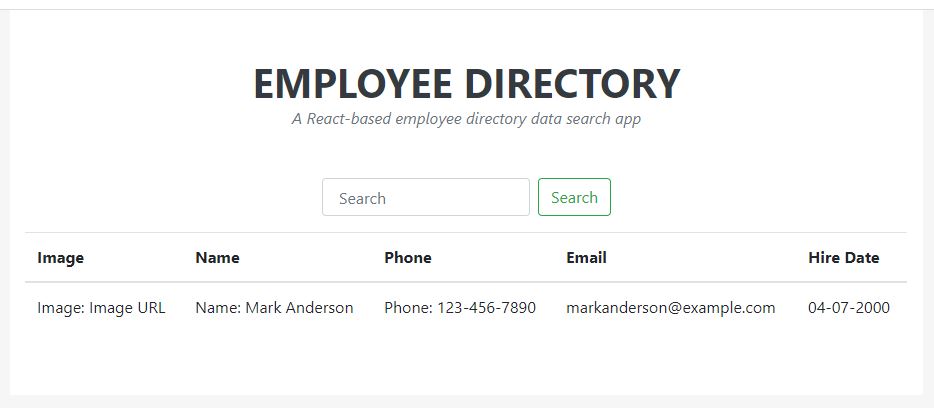 EMPLOYEE DIRECTORY
A React-based employee directory data search app
Search Search
Image Name Phone Email Hire Date
Image: Image URL Name: Mark Anderson Phone: 123-456-7890 markanderson@example.com 04-07-2000